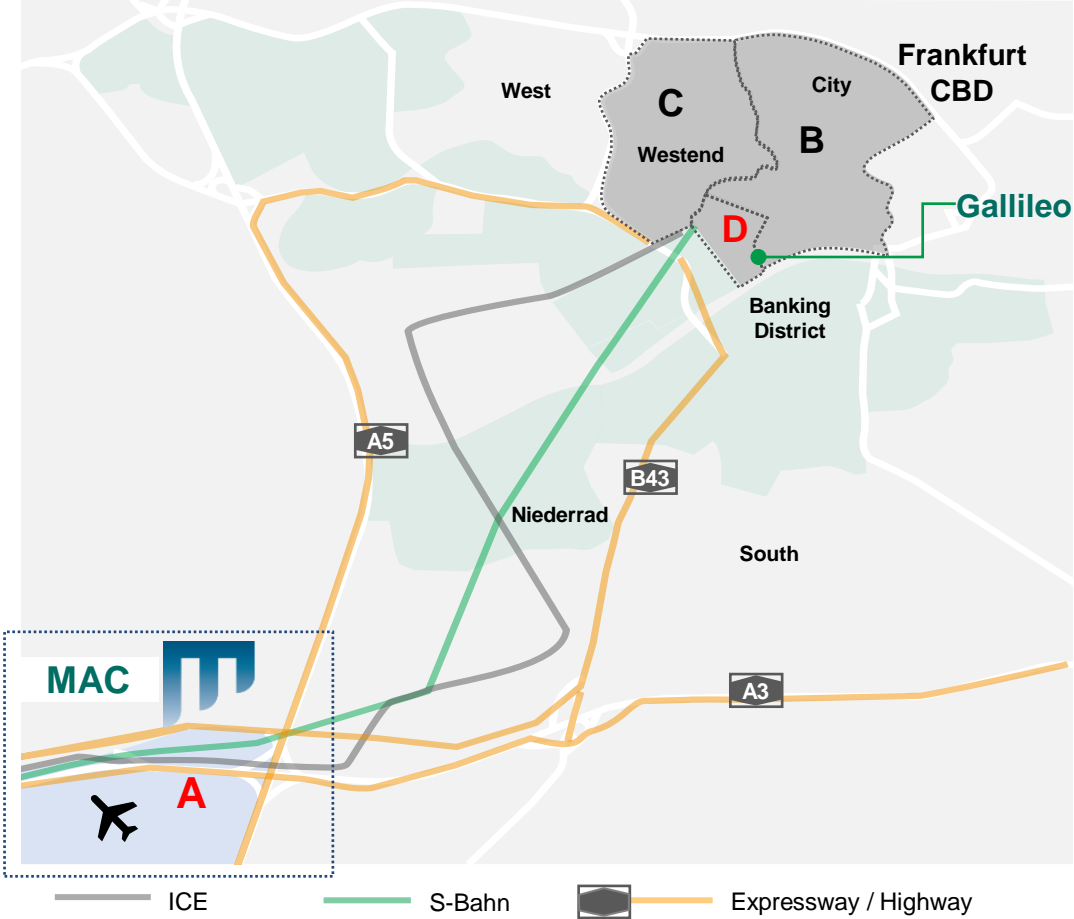 Frankfurt
CBD
West
City
C
B
Westend
Gallileo
D
Banking
District
A5
B43
Niederrad
South
MAC
A3
A
ICE
S-Bahn
Expressway / Highway